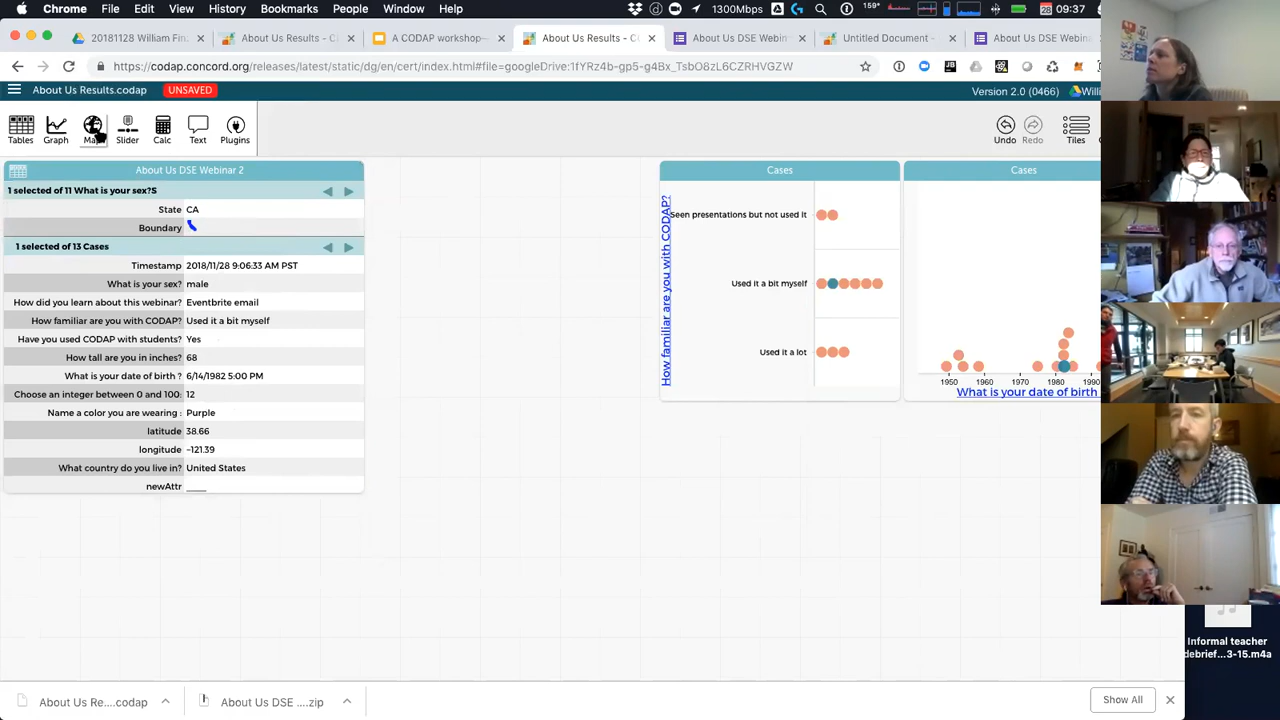 Chrome File Edit View History Bookmarks People Window Help
1300Mbps
159°
09:37
20181128 William Fin
About Us Results - C
A CODAP workshop—
About Us Results - CO
About Us DSE Webin
Untitled Document -
About Us DSE Webin
https://codap.concord.org/releases/latest/static/dg/en/cert/index.html#file=googleDrive:1fYRz4b-gp5-g4Bx_TsbO8zL6CZRHVGZW
About Us Results.codap UNSAVED
Version 2.0 (0466)
Tables Graph Map Slider Calc Text Plugins
Undo Redo Tiles
About Us DSE Webinar 2
1 selected of 11 What is your sex?S
State CA
Boundary
1 selected of 13 Cases
Timestamp 2018/11/28 9:06:33 AM PST
What is your sex? male
How did you learn about this webinar? Eventbrite email
How familiar are you with CODAP? Used it a bit myself
Have you used CODAP with students? Yes
How tall are you in inches? 68
What is your date of birth ? 6/14/1982 5:00 PM
Choose an integer between 0 and 100: 12
Name a color you are wearing : Purple
latitude 38.66
longitude −121.39
What country do you live in? United States
newAttr
Cases
How familiar are you with CODAP?
Seen presentations but not used it
Used it a bit myself
Used it a lot
Cases
1950 1960 1970 1980 1990
What is your date of birth
Informal teacher
debrief...3-15.m4a
About Us Re....codap
About Us DSE ....zip
Show All